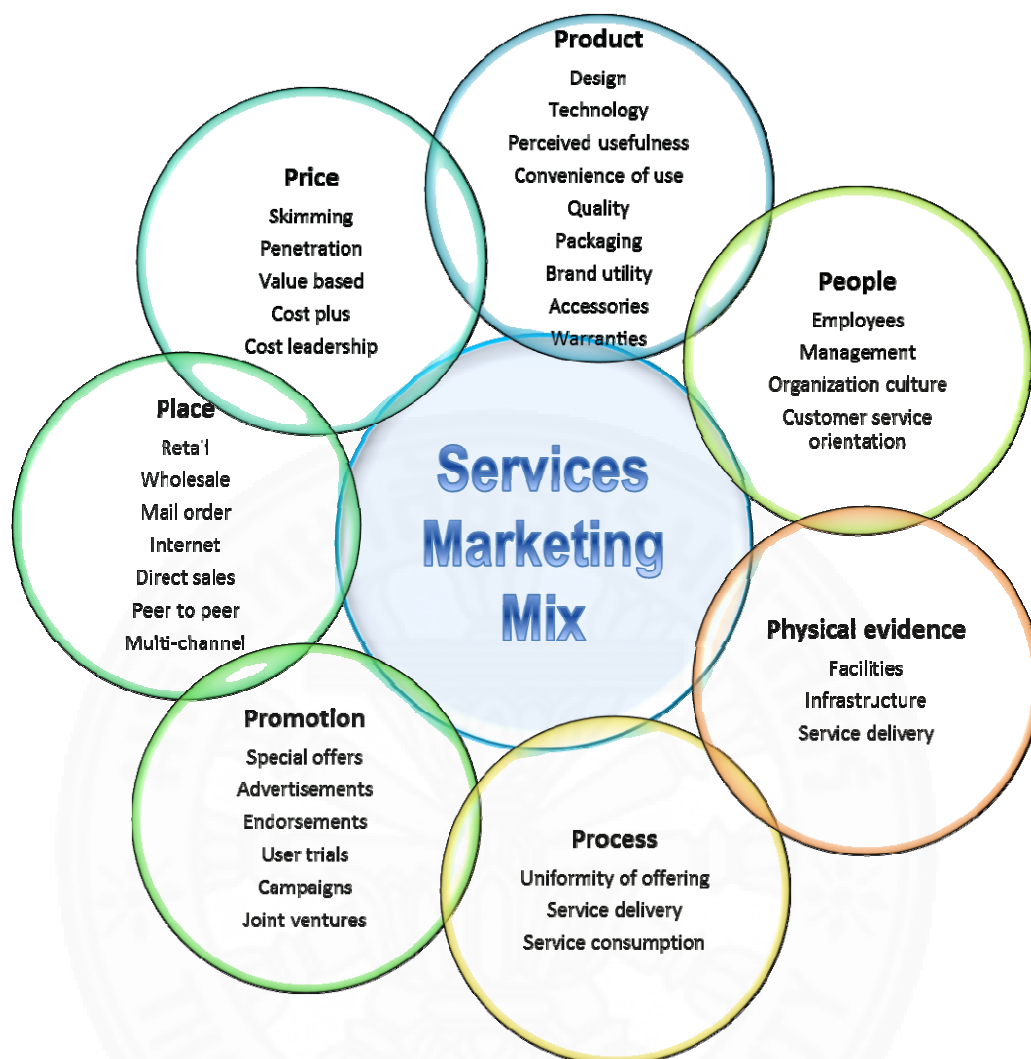 Product
Design
Technology
Perceived usefulness
Convenience of use
Quality
Packaging
Brand utility
Accessories
Warranties
Price
Skimming
Penetration
Value based
Cost plus
Cost leadership
People
Employees
Management
Organization culture
Customer service
orientation
Place
Retail
Wholesale
Mail order
Internet
Direct sales
Peer to peer
Multi-channel
Services
Marketing
Mix
Physical evidence
Facilities
Infrastructure
Service delivery
Promotion
Special offers
Advertisements
Endorsements
User trials
Campaigns
Joint ventures
Process
Uniformity of offering
Service delivery
Service consumption